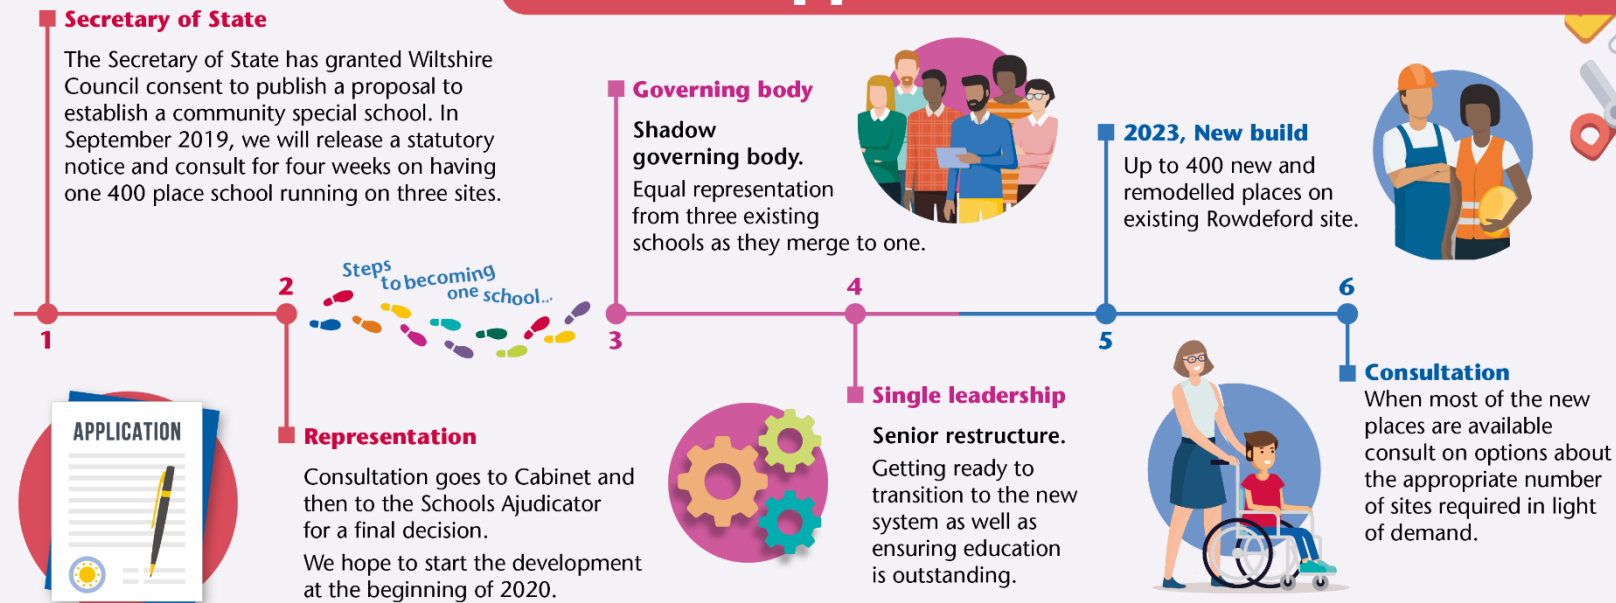 Secretary of State
The Secretary of State has granted Wiltshire
Council consent to publish a proposal to
establish a community special school. In
September 2019, we will release a statutory
notice and consult for four weeks on having
one 400 place school running on three sites.
1
APPLICATION
2
Representation
Consultation goes to Cabinet and
then to the Schools Ajudicator
for a final decision.
We hope to start the development
at the beginning of 2020.
Steps
to becoming
one school...
Governing body
Shadow
governing body.
Equal representation
from three existing
schools as they merge to one.
3
4
Single leadership
Senior restructure.
Getting ready to
transition to the new
system as well as
ensuring education
is outstanding.
2023, New build
Up to 400 new and
remodelled places on
existing Rowdeford site.
5
6
Consultation
When most of the new
places are available
consult on options about
the appropriate number
of sites required in light
of demand.